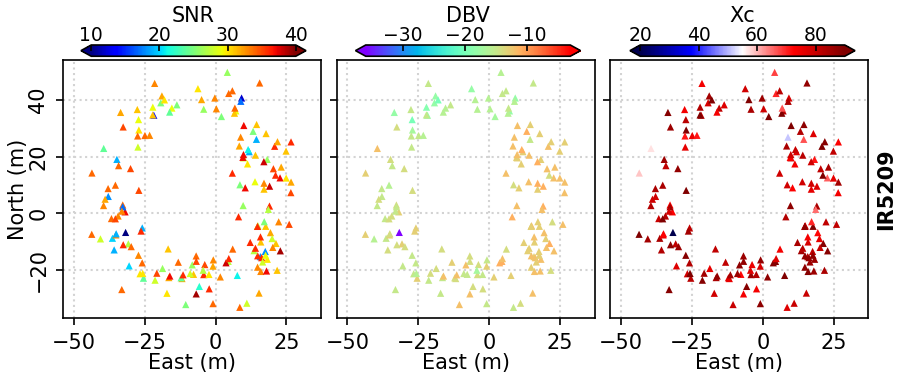 SNR DBV Xc
10 20 30 40 −30 −20 −10 20 40 60 80
40
20
0
−20
North (m)
IR5209
−50 −25 0 25 −50 −25 0 25 −50 −25 0 25
East (m) East (m) East (m)